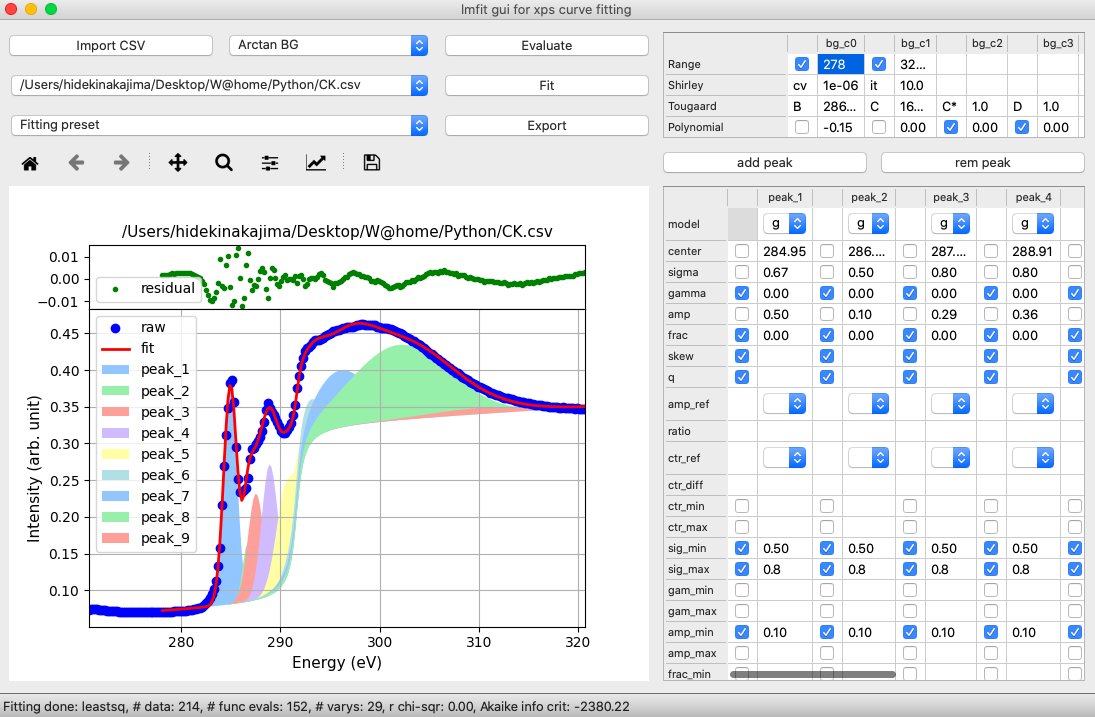 lmfit gui for xps curve fitting
Import CSV
Arctan BG
Evaluate
/Users/hidekinakajima/Desktop/W@home/Python/CK.csv
Fit
Fitting preset
Export
bg_c0 bg_c1 bg_c2 bg_c3
Range 278 32...
Shirley cv 1e-06 it 10.0
Tougaard B 286... C 16... C* 1.0 D 1.0
Polynomial -0.15 0.00 0.00 0.00
add peak
rem peak
/Users/hidekinakajima/Desktop/W@home/Python/CK.csv
0.01
0.00
−0.01
residual
0.45
0.40
0.35
0.30
0.25
0.20
0.15
0.10
Intensity (arb. unit)
raw
fit
peak_1
peak_2
peak_3
peak_4
peak_5
peak_6
peak_7
peak_8
peak_9
280 290 300 310 320
Energy (eV)
peak_1 peak_2 peak_3 peak_4
model g g g g
center 284.95 286.... 287.... 288.91
sigma 0.67 0.50 0.80 0.80
gamma 0.00 0.00 0.00 0.00
amp 0.50 0.10 0.29 0.36
frac 0.00 0.00 0.00 0.00
skew
q
amp_ref
ratio
ctr_ref
ctr_diff
ctr_min
ctr_max
sig_min 0.50 0.50 0.50 0.50
sig_max 0.8 0.8 0.8 0.8
gam_min
gam_max
amp_min 0.10 0.10 0.10 0.10
amp_max
frac_min
Fitting done: leastsq, # data: 214, # func evals: 152, # varys: 29, r chi-sqr: 0.00, Akaike info crit: -2380.22